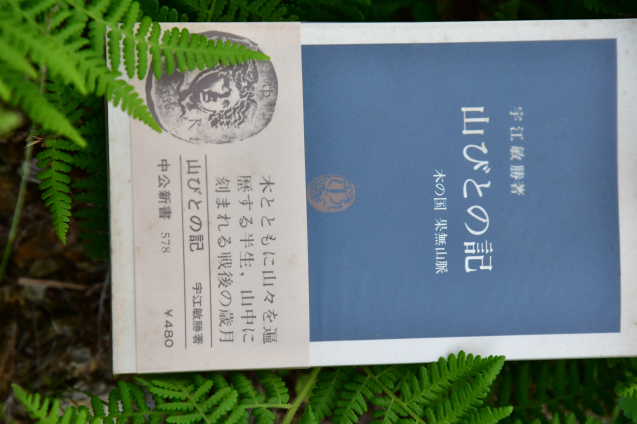 宇江敏勝著
山びとの記
木の国 果無山脈
木とともに山々を遍
歴する半生，山中に
刻まれる戦後の歳月
山びとの記 宇江敏勝著
中公新書 578 ￥480